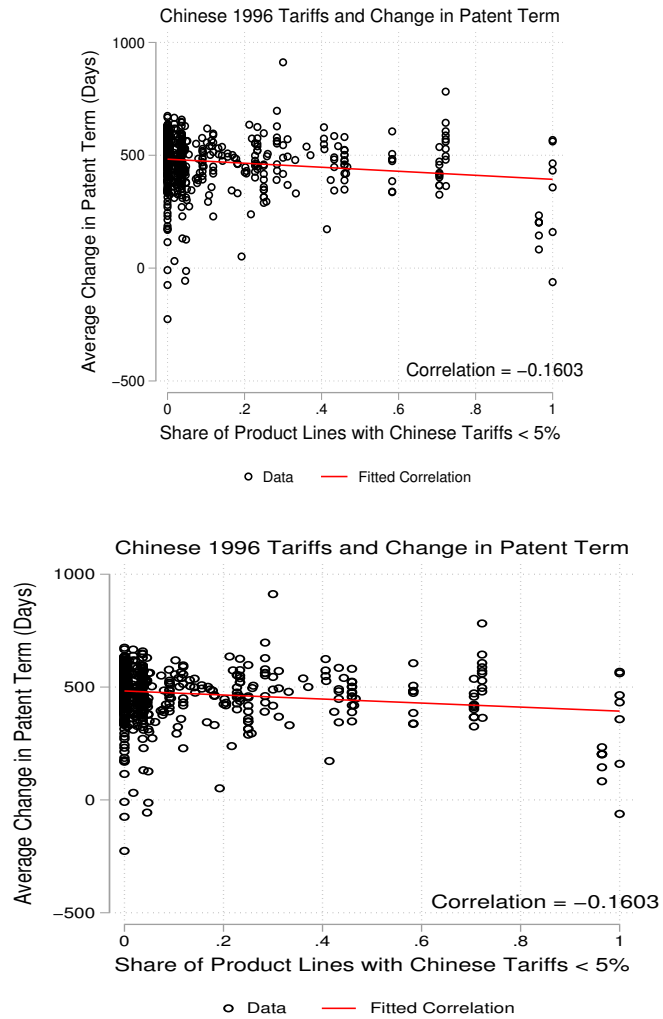 Chinese 1996 Tariffs and Change in Patent Term
Average Change in Patent Term (Days)
1000
500
0
−500
Correlation = −0.1603
0 .2 .4 .6 .8 1
Share of Product Lines with Chinese Tariffs < 5%
Data Fitted Correlation
Chinese 1996 Tariffs and Change in Patent Term
Average Change in Patent Term (Days)
1000
500
0
−500
Correlation = −0.1603
0 .2 .4 .6 .8 1
Share of Product Lines with Chinese Tariffs < 5%
Data Fitted Correlation